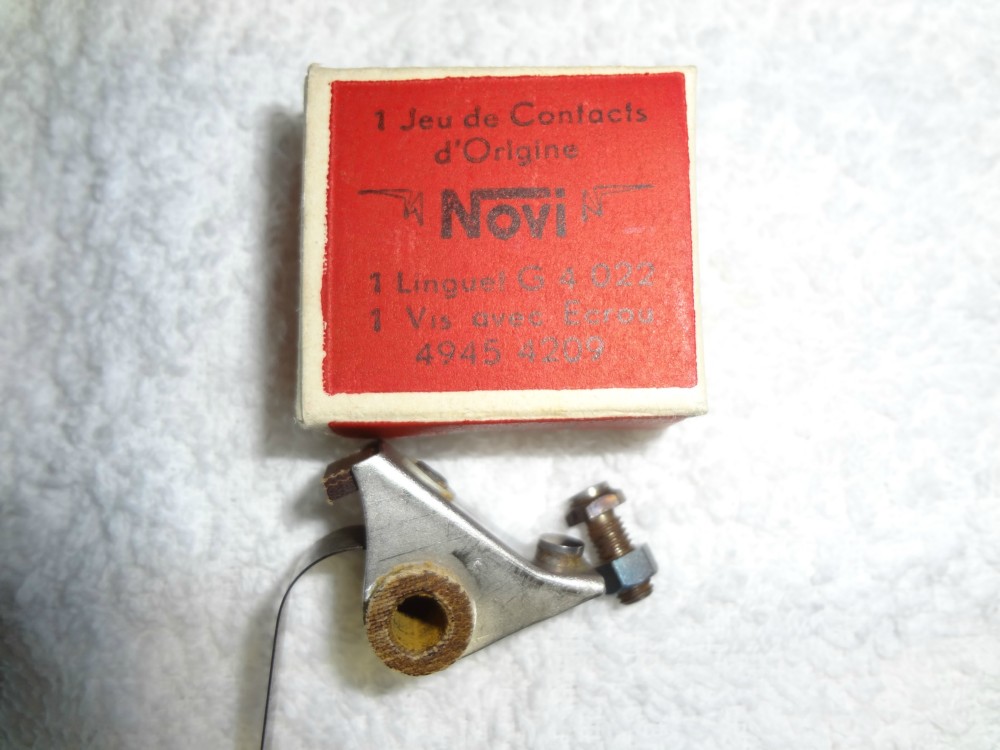 1 Jeu de Contacts
d'Origine
Novi
1 Linguet G 4 022
1 Vis avec Ecrou
4945 4209